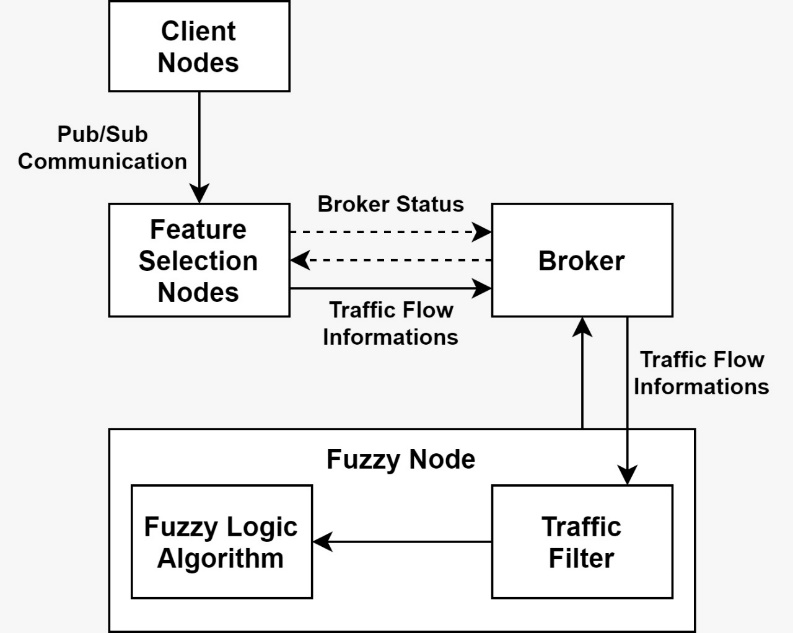 Client
Nodes
Pub/Sub
Communication
Broker Status
Feature
Selection
Nodes
Broker
Traffic Flow
Informations
Traffic Flow
Informations
Fuzzy Node
Fuzzy Logic
Algorithm
Traffic
Filter